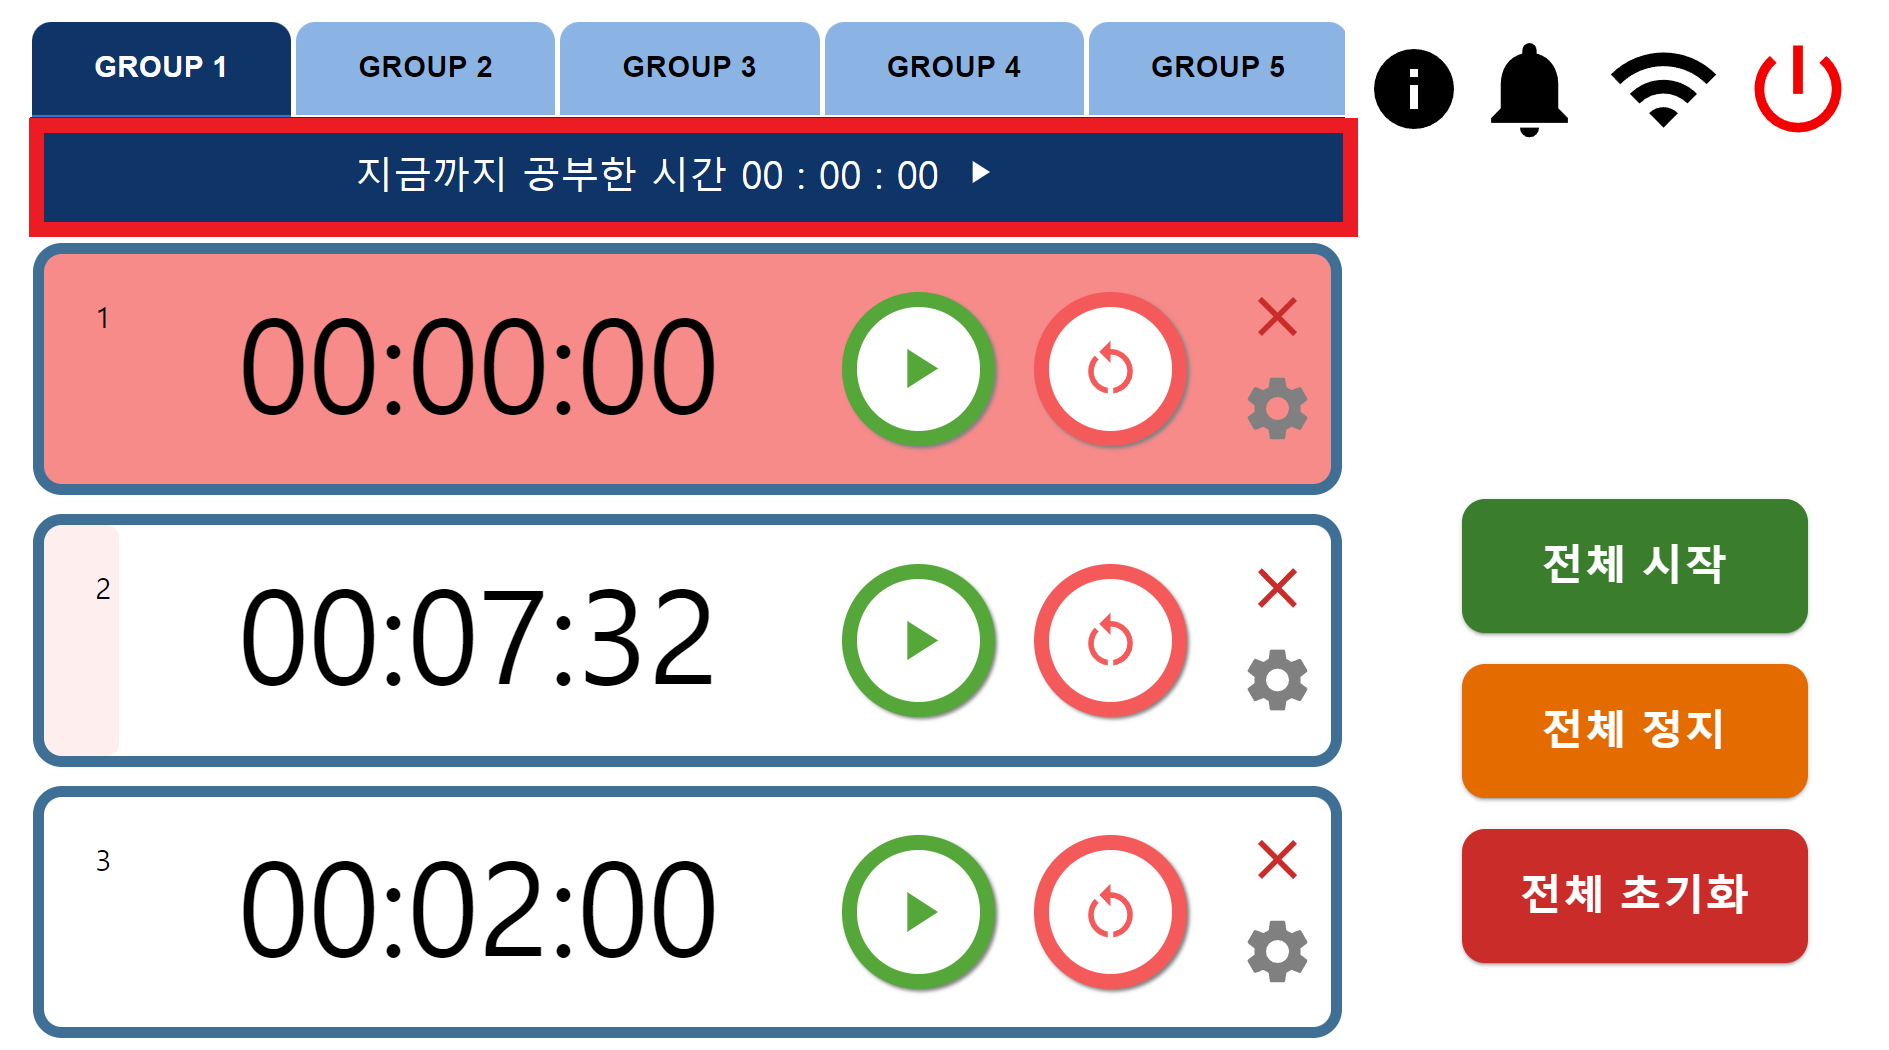 GROUP 1
GROUP 2
GROUP 3
GROUP 4
GROUP 5
지금까지 공부한 시간 00 : 00 : 00
1
00:00:00
2
00:07:32
3
00:02:00
전체 시작
전체 정지
전체 초기화